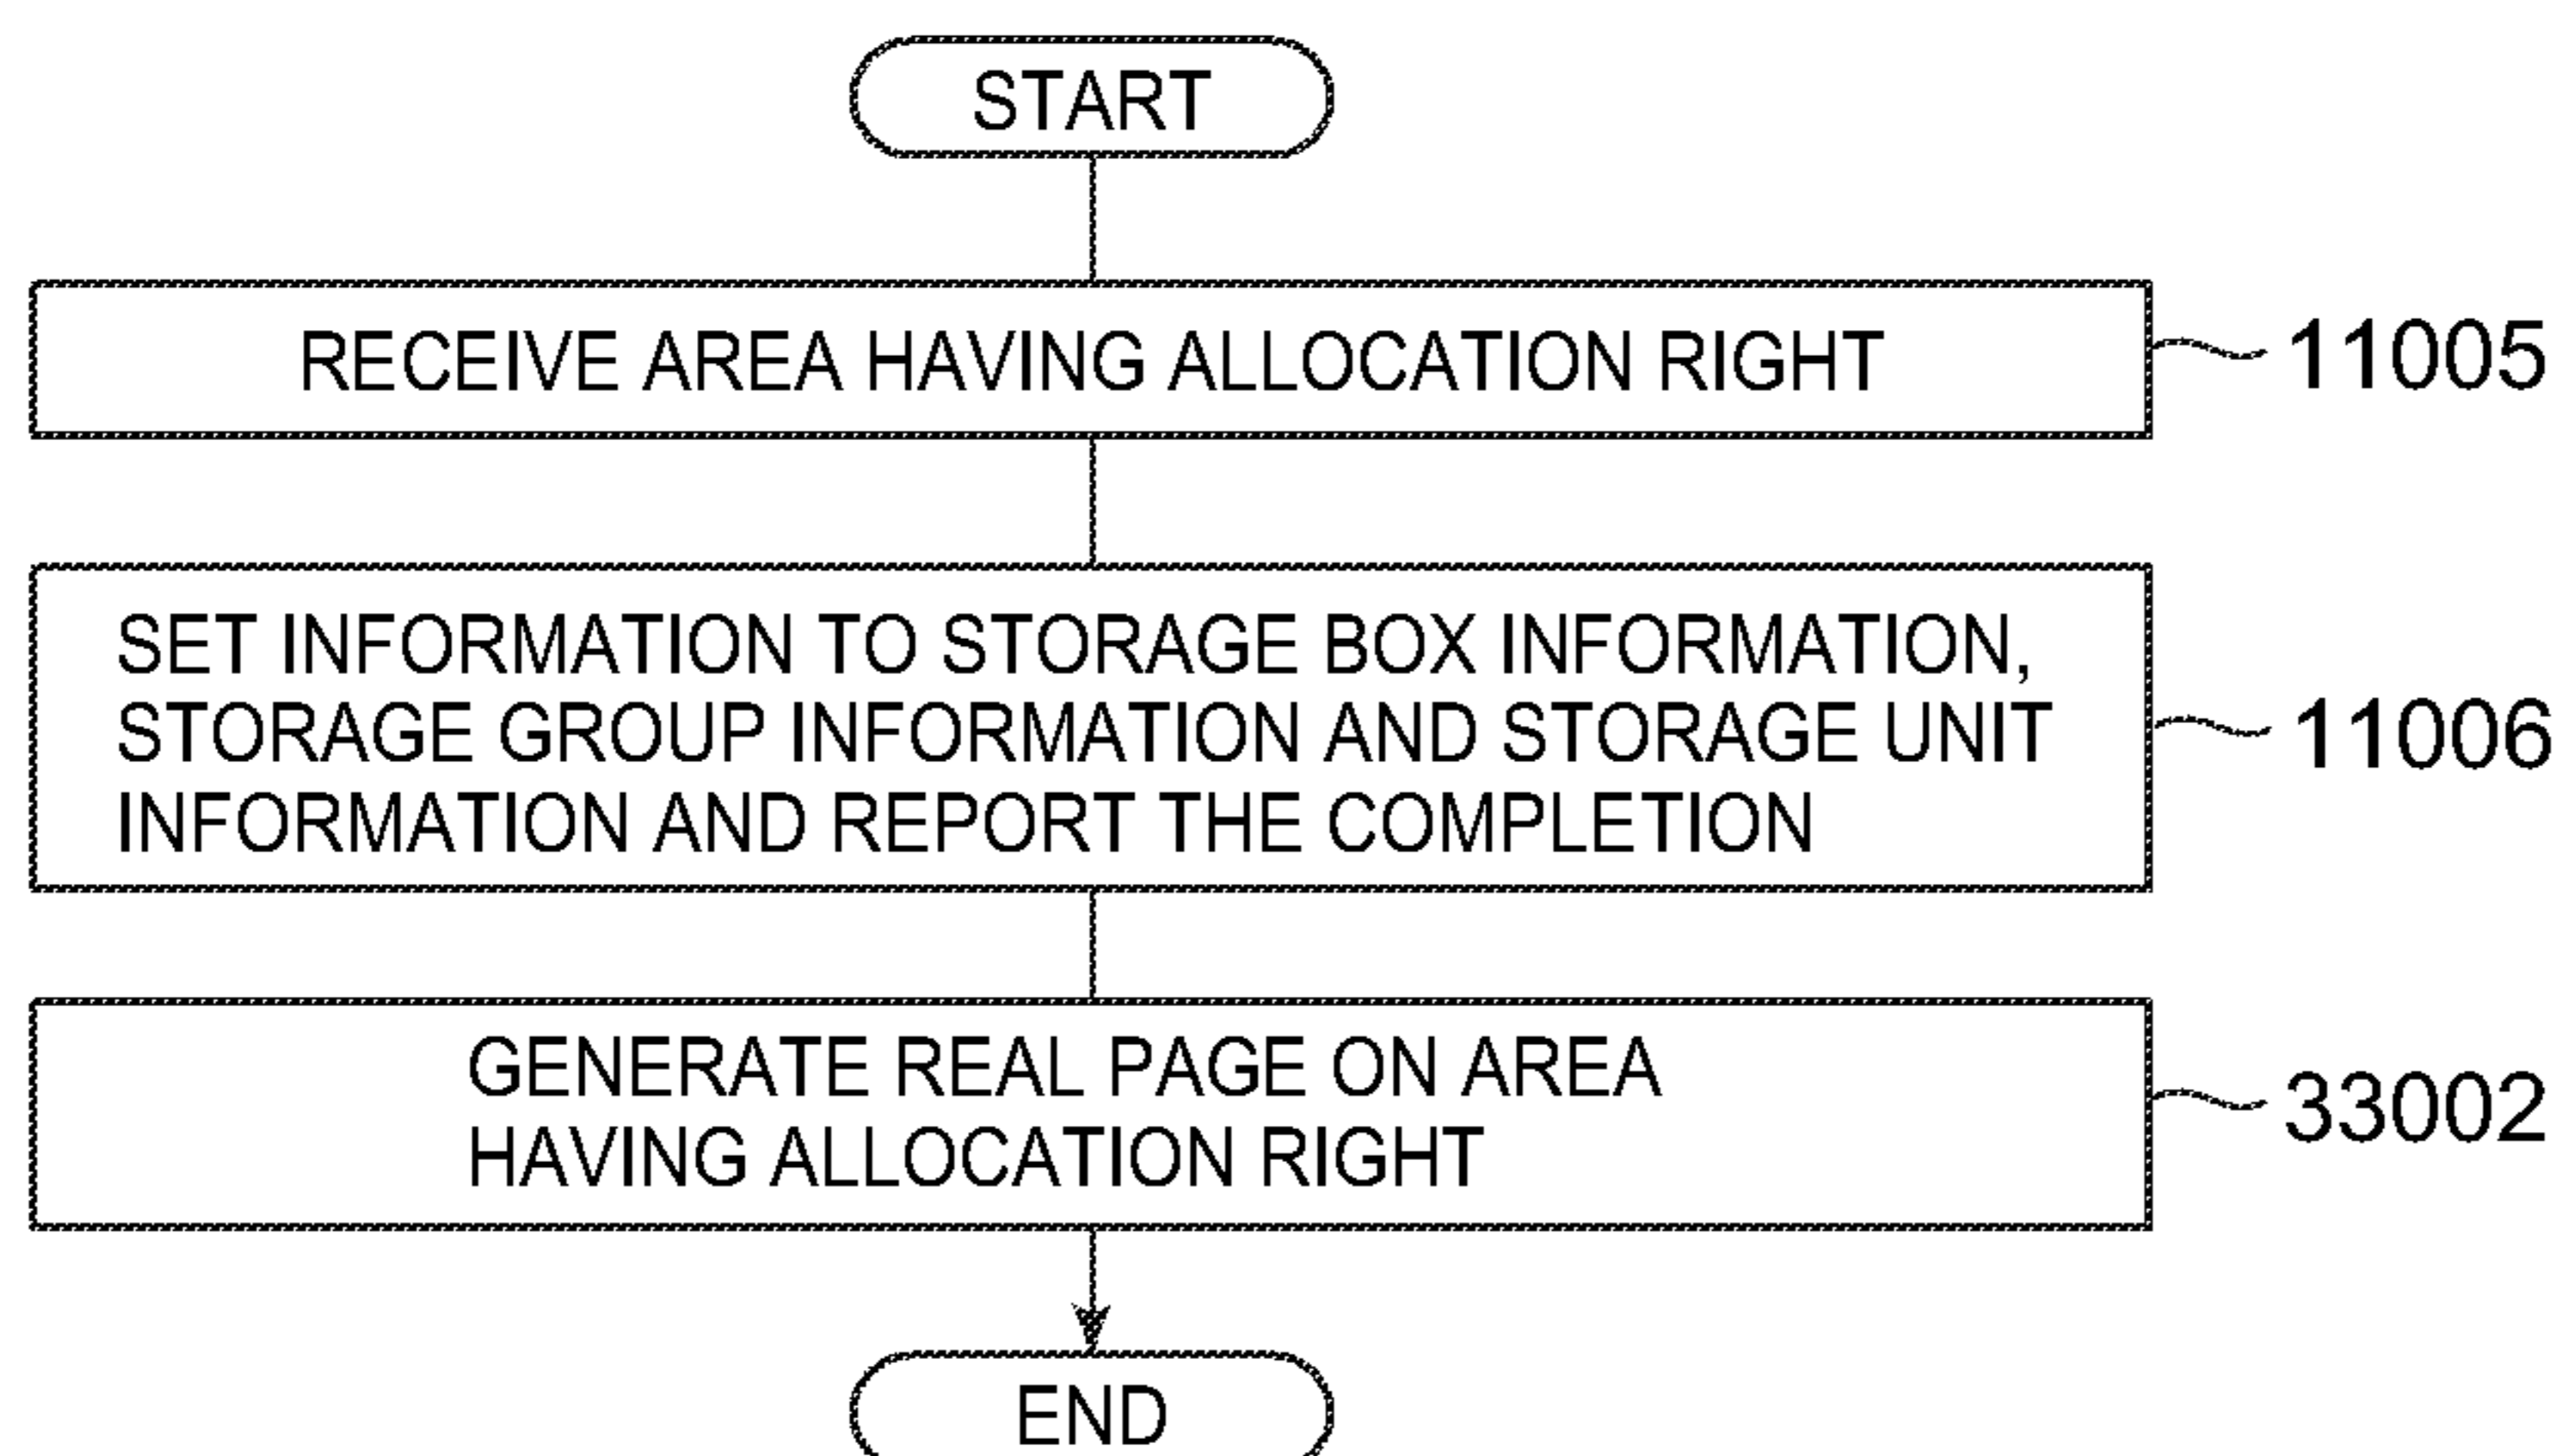 START
RECEIVE AREA HAVING ALLOCATION RIGHT
11005
SET INFORMATION TO STORAGE BOX INFORMATION,
STORAGE GROUP INFORMATION AND STORAGE UNIT
INFORMATION AND REPORT THE COMPLETION
11006
GENERATE REAL PAGE ON AREA
HAVING ALLOCATION RIGHT
33002
END